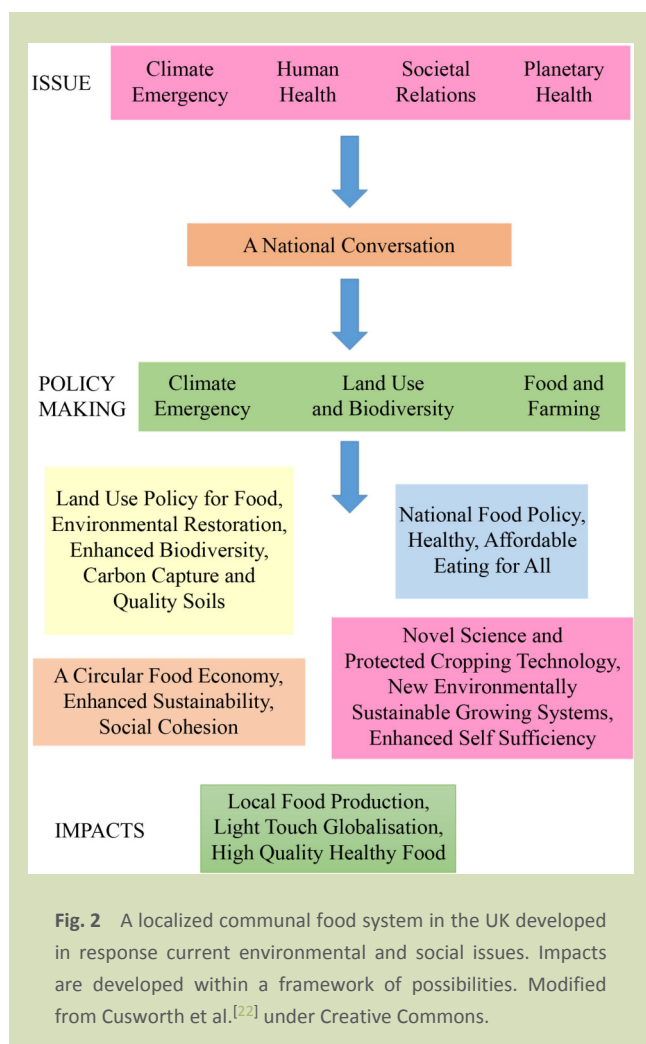 ISSUE
Climate Emergency
Human Health
Societal Relations
Planetary Health
A National Conversation
POLICY MAKING
Climate Emergency
Land Use and Biodiversity
Food and Farming
Land Use Policy for Food,
Environmental Restoration,
Enhanced Biodiversity,
Carbon Capture and
Quality Soils
National Food Policy,
Healthy, Affordable
Eating for All
A Circular Food Economy,
Enhanced Sustainability,
Social Cohesion
Novel Science and
Protected Cropping Technology,
New Environmentally
Sustainable Growing Systems,
Enhanced Self Sufficiency
IMPACTS
Local Food Production,
Light Touch Globalisation,
High Quality Healthy Food
Fig. 2 A localized communal food system in the UK developed
in response current environmental and social issues. Impacts
are developed within a framework of possibilities. Modified
from Cusworth et al.[22] under Creative Commons.